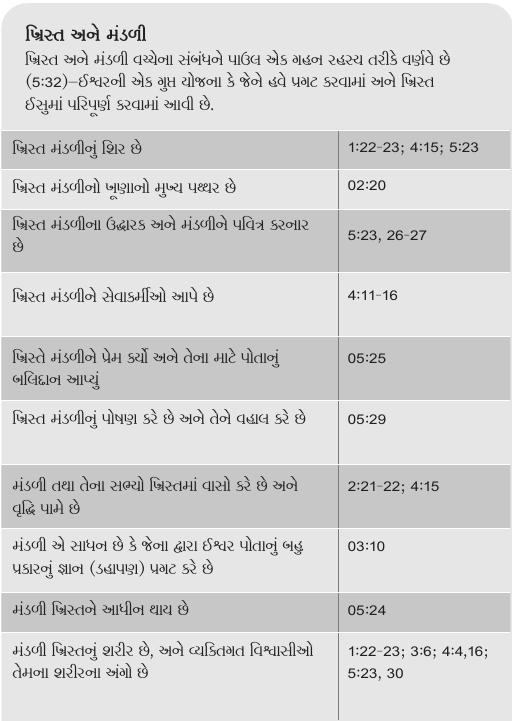 ખ્રિસ્ત અને મંડળી
ખ્રિસ્ત અને મંડળી વચ્ચેના સંબંધને પાઉલ એક ગહન રહસ્ય તરીકે વર્ણવે છે
(5:32)–ઈશ્વરની એક ગુપ્ત યોજના કે જેને હવે પ્રગટ કરવામાં અને ખ્રિસ્ત
ઈસુમાં પરિપૂર્ણ કરવામાં આવી છે.
ખ્રિસ્ત મંડળીનું શિર છે 1:22-23; 4:15; 5:23
ખ્રિસ્ત મંડળીનો ખૂણાનો મુખ્ય પથ્થર છે 02:20
ખ્રિસ્ત મંડળીના ઉદ્ધારક અને મંડળીને પવિત્ર કરનાર
છે 5:23, 26-27
ખ્રિસ્ત મંડળીને સેવાકર્મીઓ આપે છે 4:11-16
ખ્રિસ્તે મંડળીને પ્રેમ કર્યો અને તેના માટે પોતાનું
બલિદાન આપ્યું 05:25
ખ્રિસ્ત મંડળીનું પોષણ કરે છે અને તેને વહાલ કરે છે 05:29
મંડળી તથા તેના સભ્યો ખ્રિસ્તમાં વાસો કરે છે અને
વૃદ્ધિ પામે છે 2:21-22; 4:15
મંડળી એ સાધન છે કે જેના દ્વારા ઈશ્વર પોતાનું બહુ
પ્રકારનું જ્ઞાન (ડહાપણ) પ્રગટ કરે છે 03:10
મંડળી ખ્રિસ્તને આધીન થાય છે 05:24
મંડળી ખ્રિસ્તનું શરીર છે, અને વ્યક્તિગત વિશ્વાસીઓ 1:22-23; 3:6; 4:4,16;
તેમના શરીરના અંગો છે 5:23, 30